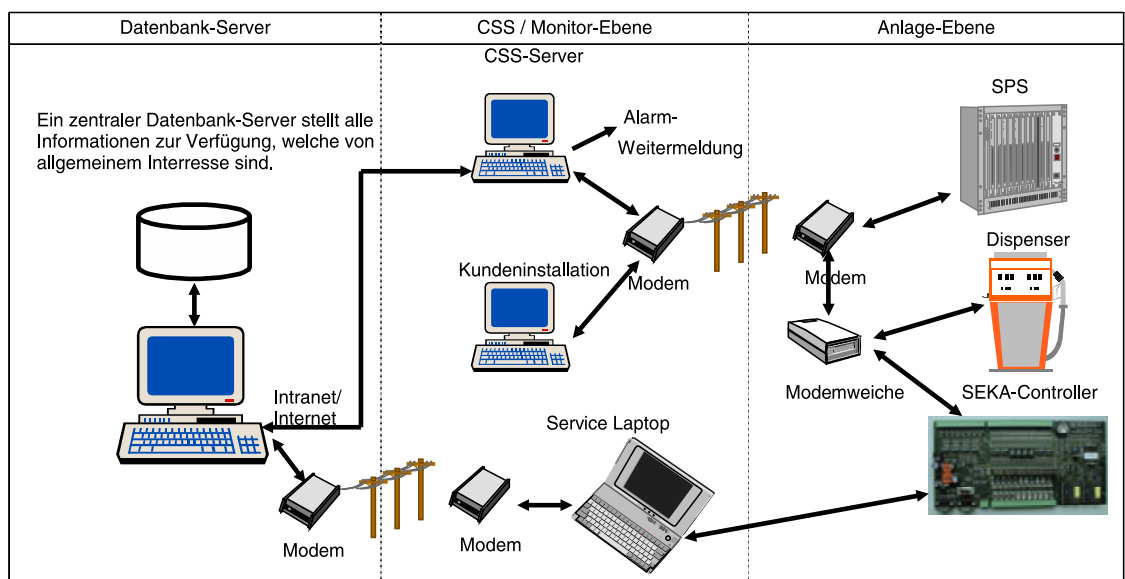 Datenbank-Server
CSS / Monitor-Ebene
Anlage-Ebene
CSS-Server
SPS
Ein zentraler Datenbank-Server stellt alle
Informationen zur Verfügung, welche von
allgemeinem Interresse sind.
Alarm-
Weitermeldung
Dispenser
Kundeninstallation
Modem
Modem
Modemweiche
SEKA-Controller
Intranet/
Internet
Service Laptop
Modem
Modem